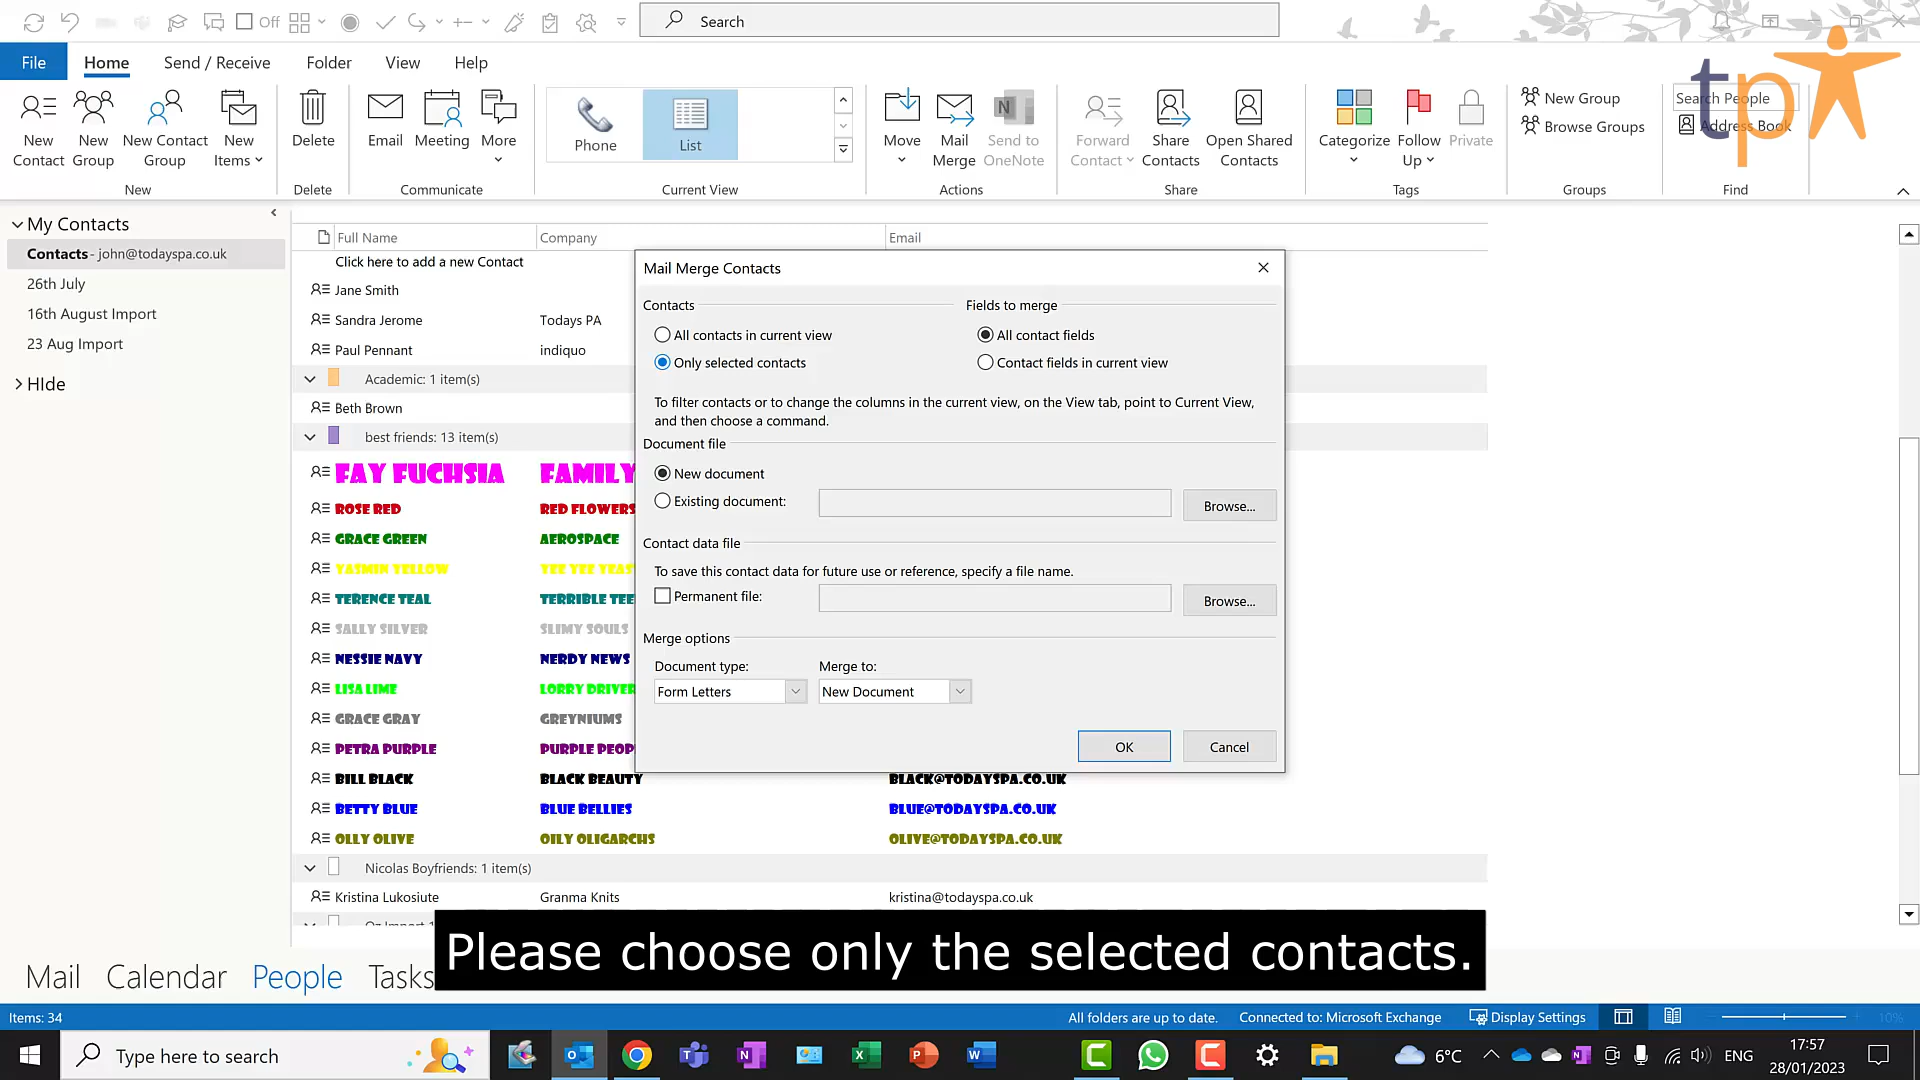 Off
Search
File
Home
Send / Receive
Folder
View
Help
New Contact
New Group
New Contact Group
New Items
Delete
Email
Meeting
More
Phone
List
Move
Mail Merge
Send to OneNote
Forward Contact
Share Contacts
Open Shared Contacts
Categorize
Follow Up
Private
New Group
Browse Groups
Search People
Address Book
tp
New
Delete
Communicate
Current View
Actions
Share
Tags
Groups
Find
My Contacts
Contacts - john@todayspa.co.uk
26th July
16th August Import
23 Aug Import
HIde
Full Name
Company
Email
Click here to add a new Contact
Jane Smith
Sandra Jerome
Todays PA
Paul Pennant
indiquo
Academic: 1 item(s)
Beth Brown
best friends: 13 item(s)
FAY FUCHSIA
FAMILY
ROSE RED
RED FLOWERS
GRACE GREEN
AEROSPACE
YASMIN YELLOW
YEE YEE YEAS
TERENCE TEAL
TERRIBLE TEE
SALLY SILVER
SLIMY SOULS
NESSIE NAVY
NERDY NEWS
LISA LIME
LORRY DRIVER
GRACE GRAY
GREYNIUMS
PETRA PURPLE
PURPLE PEOP
BILL BLACK
BLACK BEAUTY
BLACK@TODAYSPA.CO.UK
BETTY BLUE
BLUE BELLIES
BLUE@TODAYSPA.CO.UK
OLLY OLIVE
OILY OLIGARCHS
OLIVE@TODAYSPA.CO.UK
Nicolas Boyfriends: 1 item(s)
Kristina Lukosiute
Granma Knits
kristina@todayspa.co.uk
Mail Merge Contacts
Contacts
Fields to merge
All contacts in current view
All contact fields
Only selected contacts
Contact fields in current view
To filter contacts or to change the columns in the current view, on the View tab, point to Current View,
and then choose a command.
Document file
New document
Existing document:
Browse...
Contact data file
To save this contact data for future use or reference, specify a file name.
Permanent file:
Browse...
Merge options
Document type:
Merge to:
Form Letters
New Document
OK
Cancel
Please choose only the selected contacts.
Mail
Calendar
People
Tasks
Items: 34
All folders are up to date.
Connected to: Microsoft Exchange
Display Settings
10%
Type here to search
6°C
ENG
17:57
28/01/2023